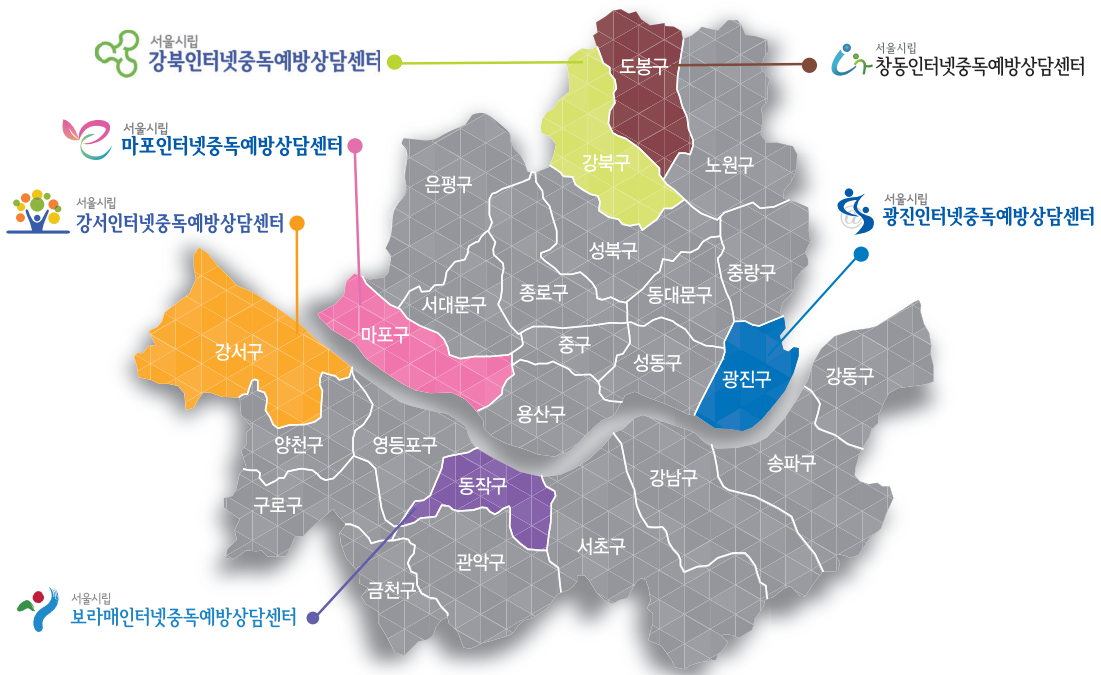 서울시립
강북인터넷중독예방상담센터
서울시립
창동인터넷중독예방상담센터
서울시립
마포인터넷중독예방상담센터
서울시립
강서인터넷중독예방상담센터
서울시립
광진인터넷중독예방상담센터
도봉구
강북구
노원구
은평구
성북구
중랑구
서대문구
종로구
동대문구
마포구
중구
성동구
강서구
광진구
강동구
용산구
양천구
영등포구
송파구
동작구
강남구
구로구
서초구
관악구
금천구
서울시립
보라매인터넷중독예방상담센터